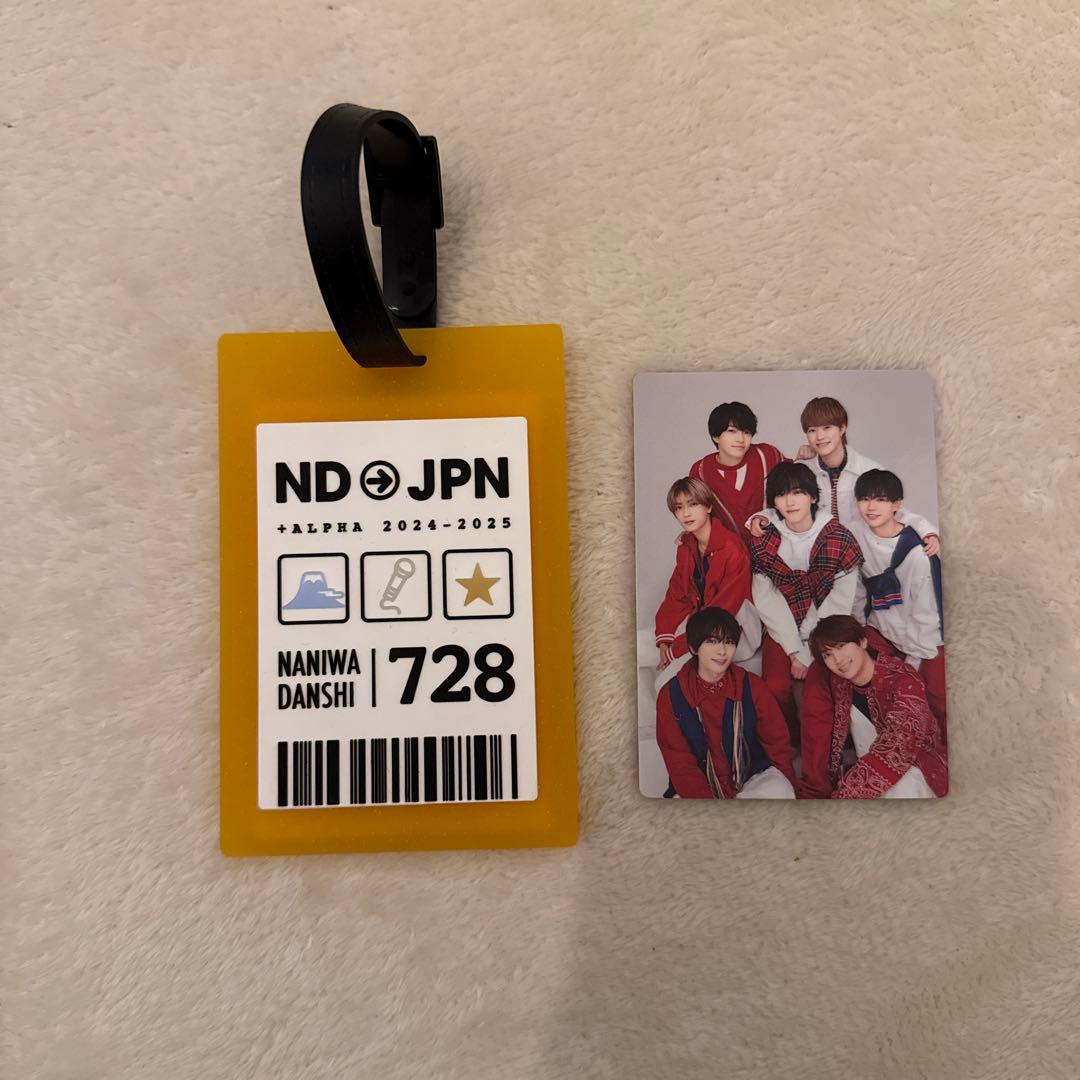 ND➔JPN
+ALPHA 2024-2025
NANIWA
DANSHI
728